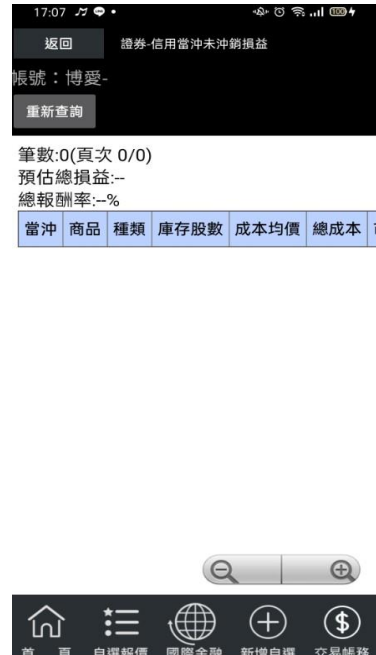 17:07
100
返回 證券-信用當沖未沖銷損益
帳號：博愛-
重新查詢
筆數:0(頁次 0/0)
預估總損益:--
總報酬率:--%
當沖 商品 種類 庫存股數 成本均價 總成本
首 頁 自選報價 國際金融 新增自選 交易帳務